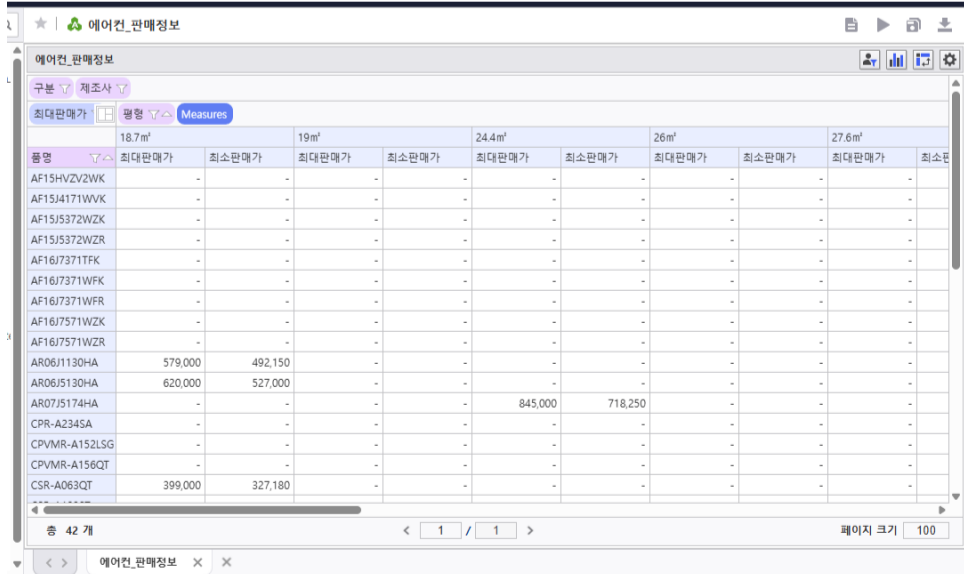 에어컨_판매정보
에어컨_판매정보
구분 제조사
최대판매가 평형 Measures
18.7㎡ 19㎡ 24.4㎡ 26㎡ 27.6㎡
품명 최대판매가 최소판매가 최대판매가 최소판매가 최대판매가 최소판매가 최대판매가 최소판매가 최대판매가
AF15HVZV2WK - - - - - - - - -
AF15J4171WVK - - - - - - - - -
AF15J5372WZK - - - - - - - - -
AF15J5372WZR - - - - - - - - -
AF16J7371TFK - - - - - - - - -
AF16J7371WFK - - - - - - - - -
AF16J7371WFR - - - - - - - - -
AF16J7571WZK - - - - - - - - -
AF16J7571WZR - - - - - - - - -
AR06J1130HA 579,000 492,150 - - - - - - -
AR06J5130HA 620,000 527,000 - - - - - - -
AR07J5174HA - - - - 845,000 718,250 - - -
CPR-A234SA - - - - - - - - -
CPVMR-A152LSG - - - - - - - - -
CPVMR-A156QT - - - - - - - - -
CSR-A063QT 399,000 327,180 - - - - - - -
총 42 개 < 1 / 1 > 페이지 크기 100
< > 에어컨_판매정보 × ×